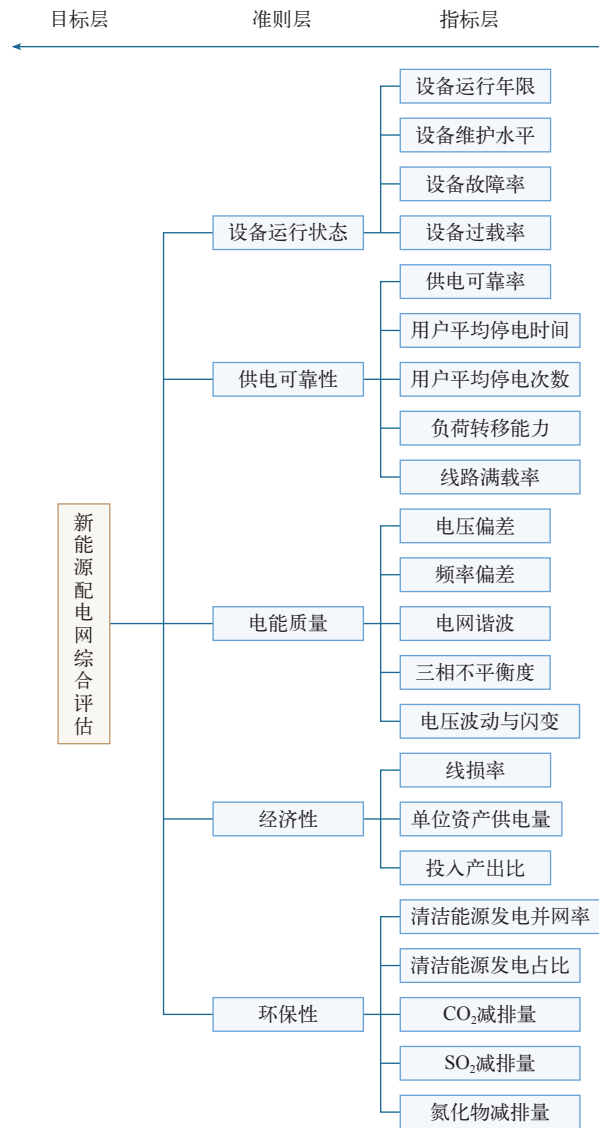 目标层
准则层
指标层
设备运行年限
设备维护水平
设备故障率
设备运行状态
设备过载率
供电可靠率
用户平均停电时间
供电可靠性
用户平均停电次数
负荷转移能力
线路满载率
新能源配电网综合评估
电压偏差
频率偏差
电能质量
电网谐波
三相不平衡度
电压波动与闪变
线损率
经济性
单位资产供电量
投入产出比
清洁能源发电并网率
清洁能源发电占比
环保性
CO₂减排量
SO₂减排量
氮化物减排量